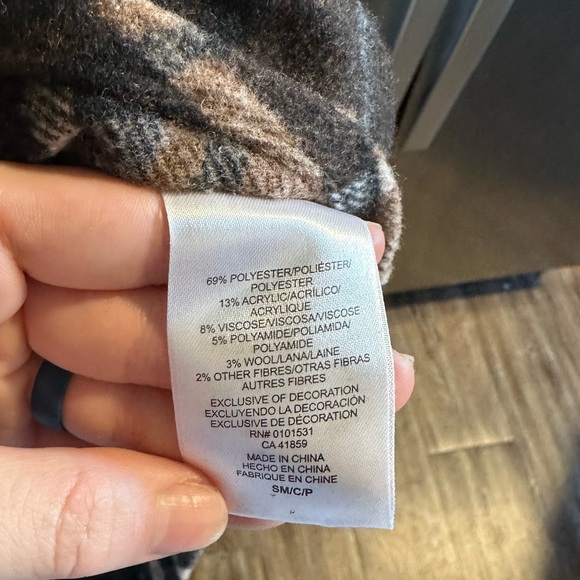 69% POLYESTER/POLIÉSTER/
POLYESTER
13% ACRYLIC/ACRÍLICO/
ACRYLIQUE
8% VISCOSE/VISCOSA/VISCOSE
5% POLYAMIDE/POLIAMIDA/
POLYAMIDE
3% WOOL/LANA/LAINE
2% OTHER FIBRES/OTRAS FIBRAS
AUTRES FIBRES
EXCLUSIVE OF DECORATION
EXCLUYENDO LA DECORACIÓN
EXCLUSIVE DE DÉCORATION
RN# 0101531
CA 41859
MADE IN CHINA
HECHO EN CHINA
FABRIQUE EN CHINE
SM/C/P